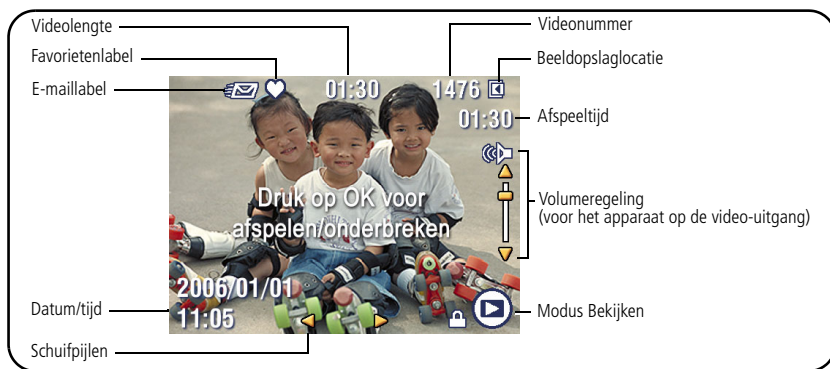 Videolengte
Videonummer
Favorietenlabel
Beeldopslaglocatie
E-maillabel
01:30
1476
01:30
Afspeeltijd
Druk op OK voor
afspelen/onderbreken
Volumeregeling
(voor het apparaat op de video-uitgang)
2006/01/01
11:05
Datum/tijd
Modus Bekijken
Schuifpijlen